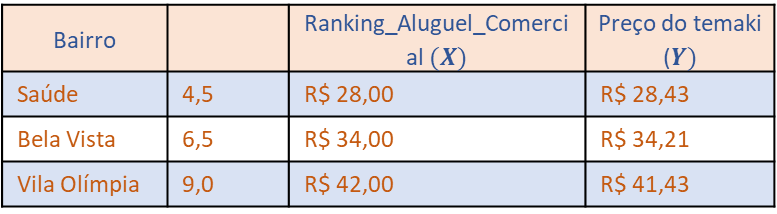 Bairro
Ranking_Aluguel_Comerci
al (X)
Preço do temaki
(Y)
Saúde 4,5 R$ 28,00 R$ 28,43
Bela Vista 6,5 R$ 34,00 R$ 34,21
Vila Olímpia 9,0 R$ 42,00 R$ 41,43